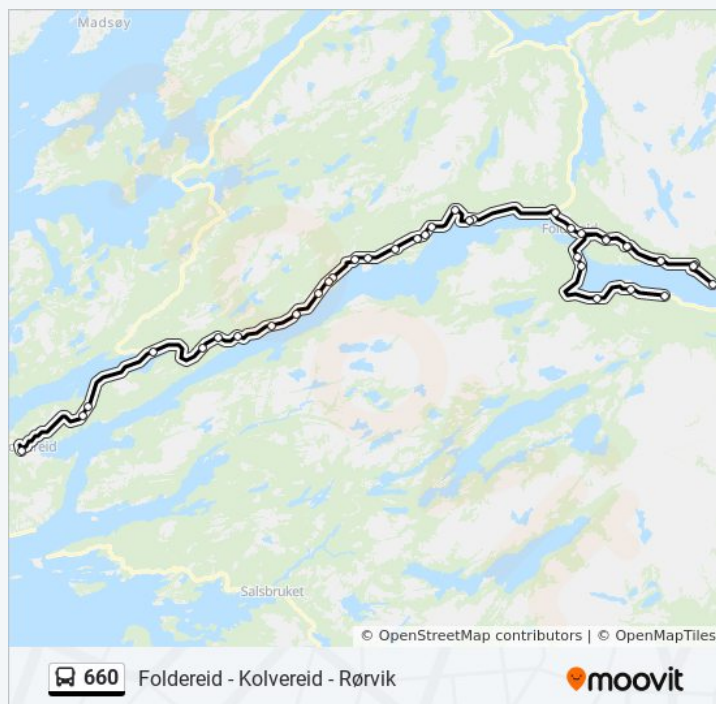 Madsøy
Salsbruket
© OpenStreetMap contributors | © OpenMapTiles
660 Foldereid - Kolvereid - Rørvik
moovit